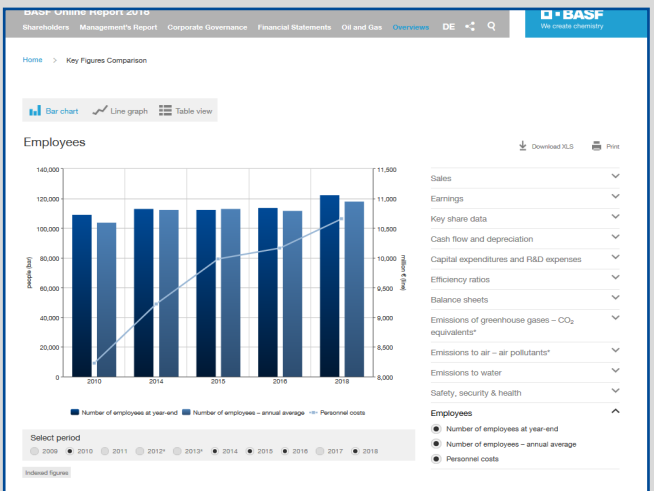 BASF Online Report 2018
BASF
We create chemistry
Shareholders Management's Report Corporate Governance Financial Statements Oil and Gas Overviews DE
Home > Key Figures Comparison
Bar chart Line graph Table view
Employees
Download XLS Print
140,000
120,000
100,000
80,000
60,000
40,000
20,000
0
people (bar)
11,500
11,000
10,500
10,000
9,500
9,000
8,500
8,000
million € (line)
2010 2014 2015 2016 2018
Number of employees at year-end Number of employees – annual average Personnel costs
Select period
2009 2010 2011 2012* 2013* 2014 2015 2016 2017 2018
Indexed figures
Sales
Earnings
Key share data
Cash flow and depreciation
Capital expenditures and R&D expenses
Efficiency ratios
Balance sheets
Emissions of greenhouse gases – CO₂
equivalents*
Emissions to air – air pollutants*
Emissions to water
Safety, security & health
Employees
Number of employees at year-end
Number of employees – annual average
Personnel costs